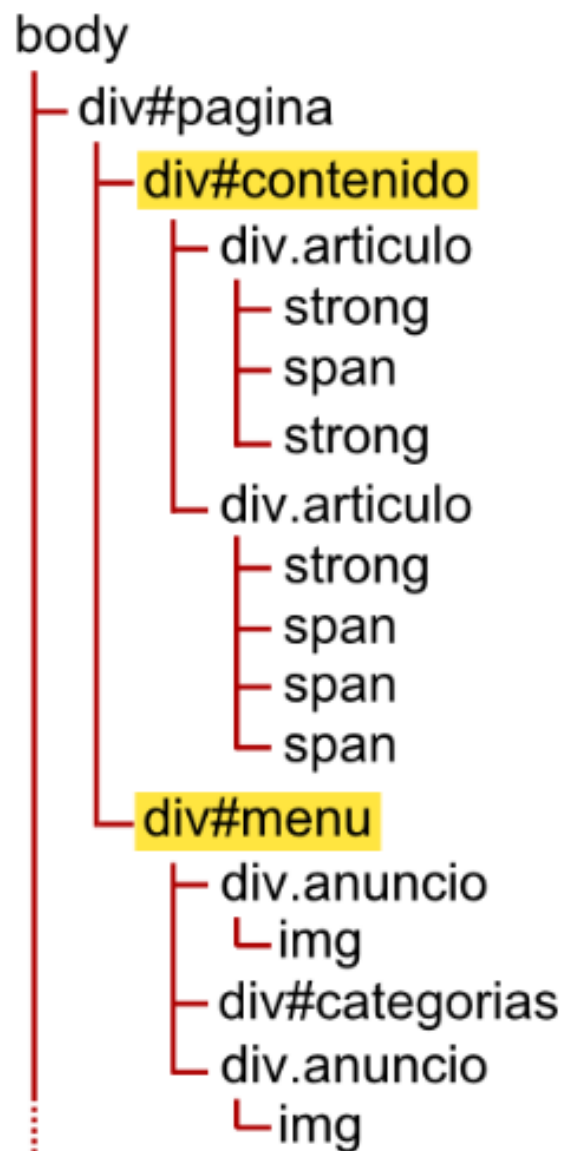 body
div#pagina
div#contenido
div.articulo
strong
span
strong
div.articulo
strong
span
span
span
div#menu
div.anuncio
img
div#categorias
div.anuncio
img